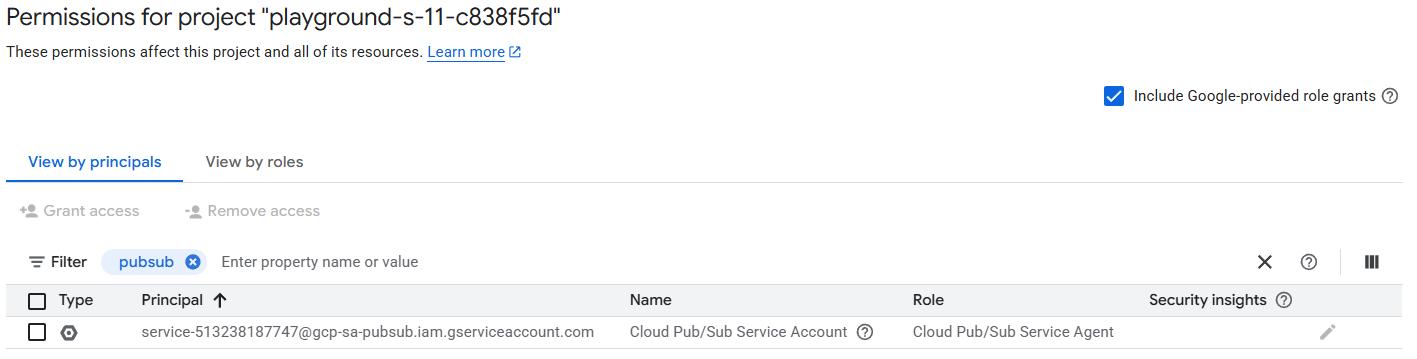 Permissions for project "playground-s-11-c838f5fd"
These permissions affect this project and all of its resources. Learn more
Include Google-provided role grants
View by principals View by roles
Grant access Remove access
Filter pubsub Enter property name or value
Type Principal Name Role Security insights
service-513238187747@gcp-sa-pubsub.iam.gserviceaccount.com Cloud Pub/Sub Service Account Cloud Pub/Sub Service Agent